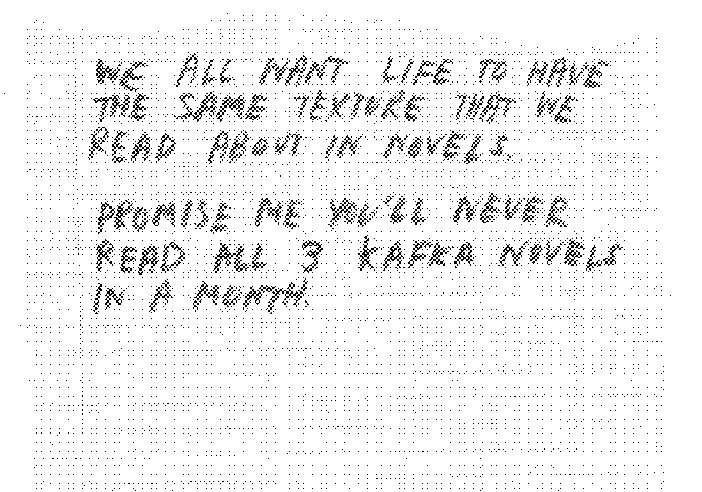 WE ALL WANT LIFE TO HAVE
THE SAME TEXTURE THAT WE
READ ABOUT IN NOVELS.
PROMISE ME YOU'LL NEVER
READ ALL 3 KAFKA NOVELS
IN A MONTH.